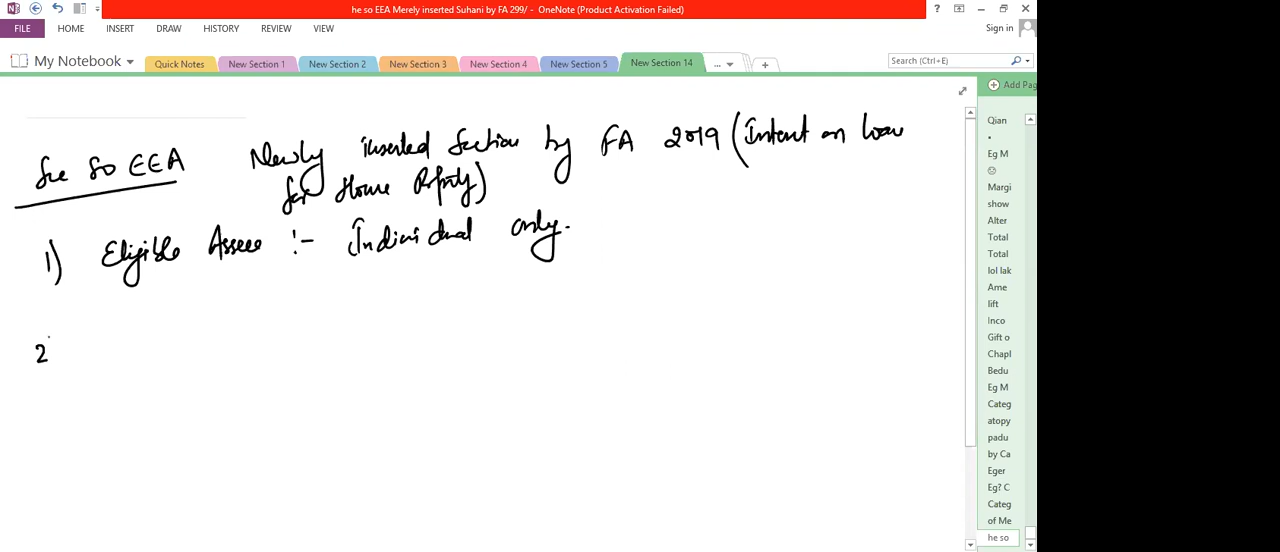 he so EEA Merely inserted Suhani by FA 299/ - OneNote (Product Activation Failed)
Sign in
FILE HOME INSERT DRAW HISTORY REVIEW VIEW
My Notebook Quick Notes New Section 1 New Section 2 New Section 3 New Section 4 New Section 5 New Section 14 ... Search (Ctrl+E)
Add Pag
Sec 80 EEA Newly inserted Section by FA 2019 (Interest on loan
for House Property)
1) Eligible Assessee :- Individual only.
2
Qian
Eg M
Margi
show
Alter
Total
Total
lol lak
Ame
lift
Inco
Gift o
Chapl
Bedu
Eg M
Categ
atopy
padu
by Ca
Eger
Eg? C
Categ
of Me
he so